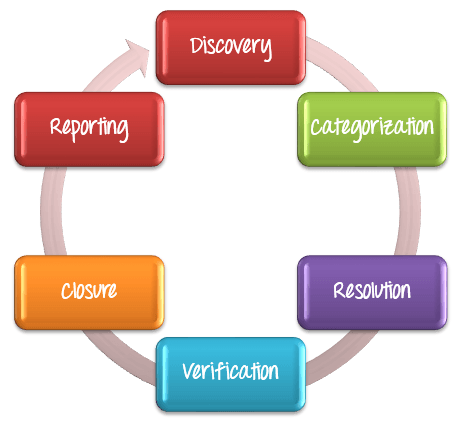 Discovery
Categorization
Resolution
Verification
Closure
Reporting